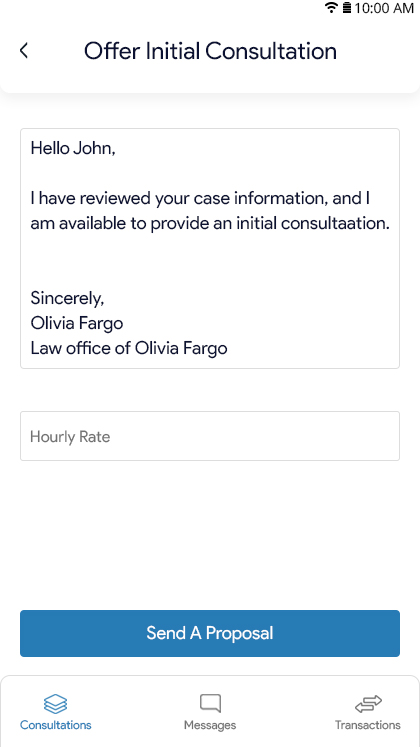 10:00 AM
Offer Initial Consultation
Hello John,
I have reviewed your case information, and I
am available to provide an initial consultaation.
Sincerely,
Olivia Fargo
Law office of Olivia Fargo
Hourly Rate
Send A Proposal
Consultations
Messages
Transactions